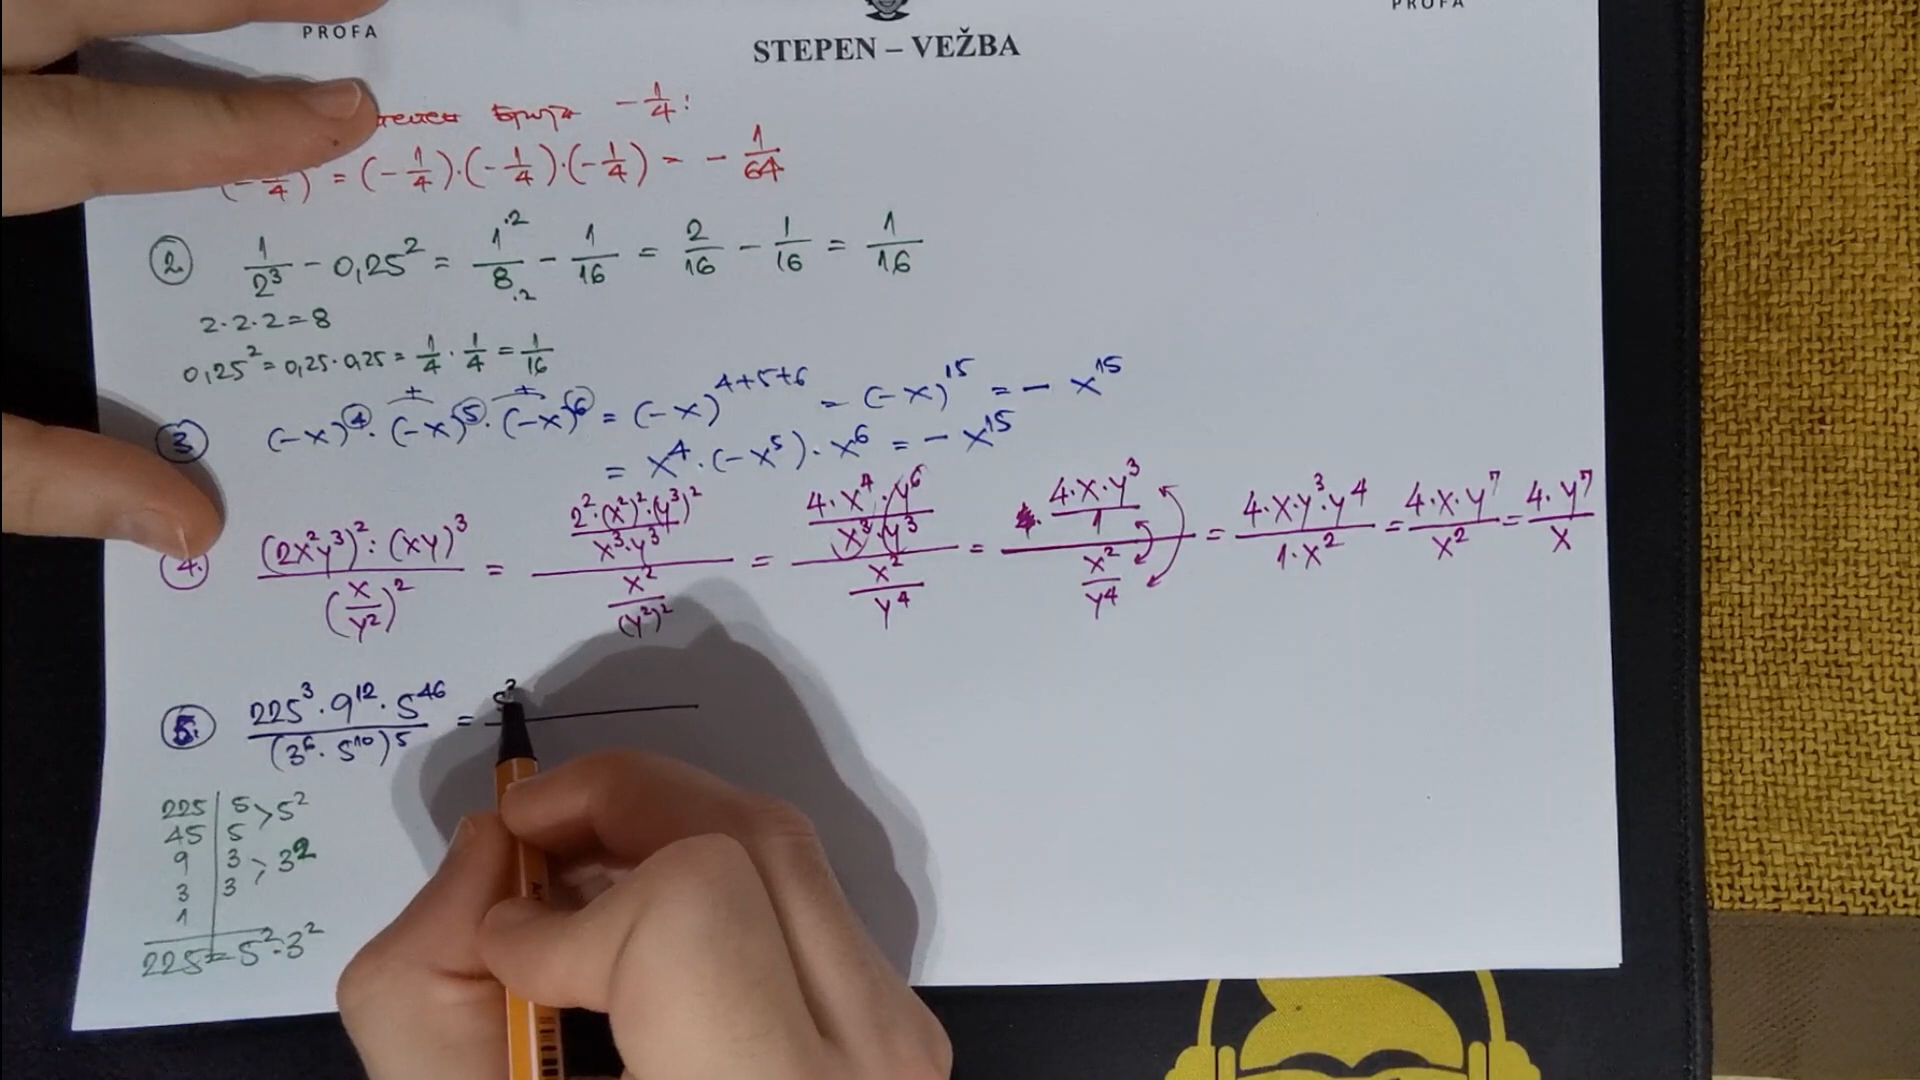 PROFA
PROFA
STEPEN – VEŽBA
-1/4:
(-1/4) = (-1/4)·(-1/4)·(-1/4) = - 1/64
2. 1/2³ - 0,25² = 1·2/8·2 - 1/16 = 2/16 - 1/16 = 1/16
2·2·2=8
0,25² = 0,25·0,25 = 1/4 · 1/4 = 1/16
3 (-x)⁴ · (-x)⁵ · (-x)⁶ = (-x)⁴⁺⁵⁺⁶ = (-x)¹⁵ = - x¹⁵
+ +
= x⁴ · (-x⁵) · x⁶ = - x¹⁵
4. ((2x²y³)² : (xy)³)/(x/y²)² = ((2²·(x²)²·(y³)²)/(x³·y³))/(x²/(y²)²) = ((4·x⁴·y⁶)/(x³·y³))/(x²/y⁴) = ((4·x·y³)/1)/(x²/y⁴) = (4·x·y³·y⁴)/(1·x²) = (4·x·y⁷)/x² = (4·y⁷)/x
5. (225³ · 9¹² · 5⁴⁶)/(3⁶ · 5¹⁰)⁵ =
225 | 5 > 5²
45 | 5
9 | 3 > 3²
3 | 3
1
225 = 5² · 3²